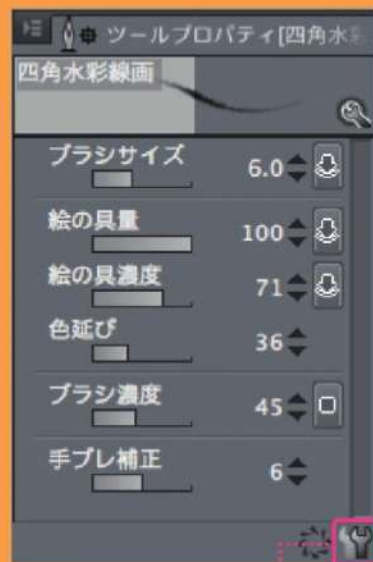 ツールプロパティ[四角水彩
四角水彩線画
ブラシサイズ 6.0
絵の具量 100
絵の具濃度 71
色延び 36
ブラシ濃度 45
手ブレ補正 6